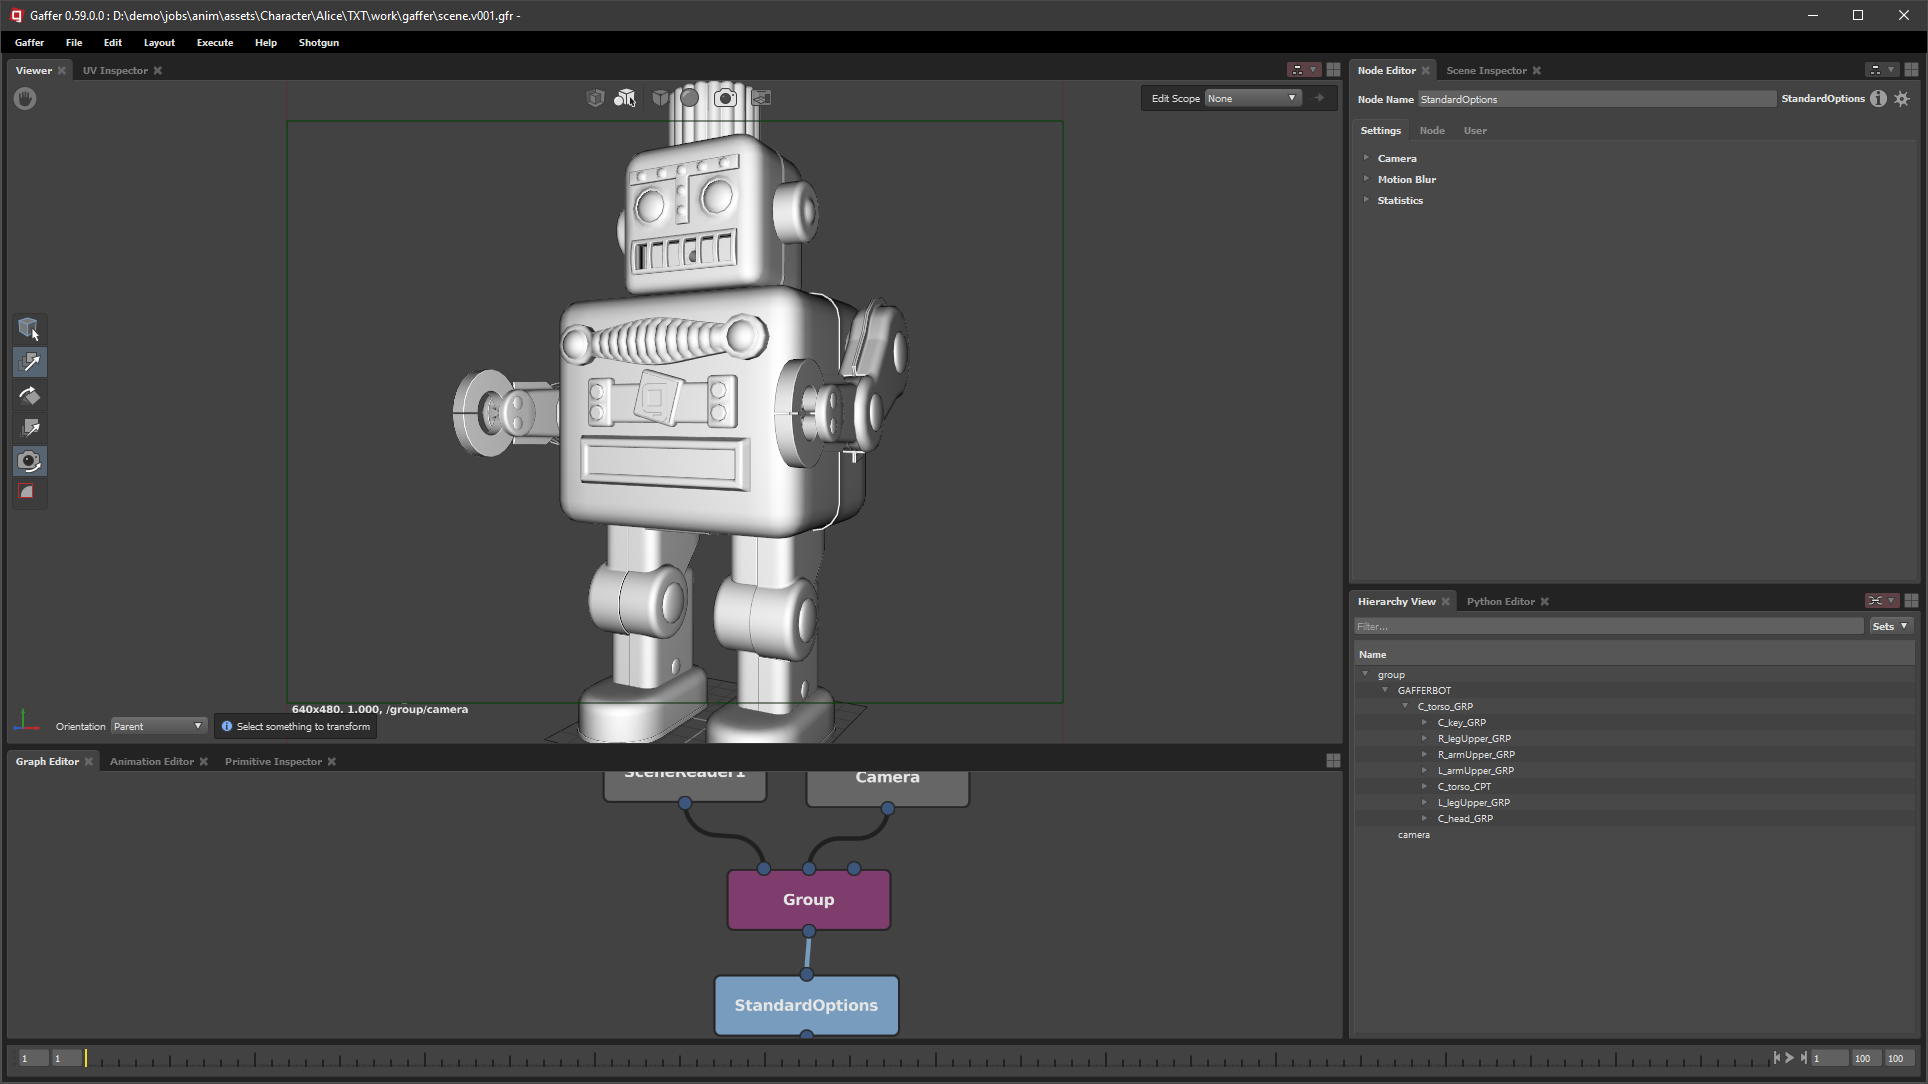 Gaffer 0.59.0.0 : D:\demo\jobs\anim\assets\Character\Alice\TXT\work\gaffer\scene.v001.gfr -
Gaffer File Edit Layout Execute Help Shotgun
Viewer UV Inspector
Edit Scope None
640x480, 1.000, /group/camera
Orientation Parent Select something to transform
Node Editor Scene Inspector
Node Name StandardOptions StandardOptions
Settings Node User
Camera
Motion Blur
Statistics
Hierarchy View Python Editor
Filter... Sets
Name
group
GAFFERBOT
C_torso_GRP
C_key_GRP
R_legUpper_GRP
R_armUpper_GRP
L_armUpper_GRP
C_torso_CPT
L_legUpper_GRP
C_head_GRP
camera
Graph Editor Animation Editor Primitive Inspector
SceneReader1 Camera
Group
StandardOptions
1 1 1 100 100